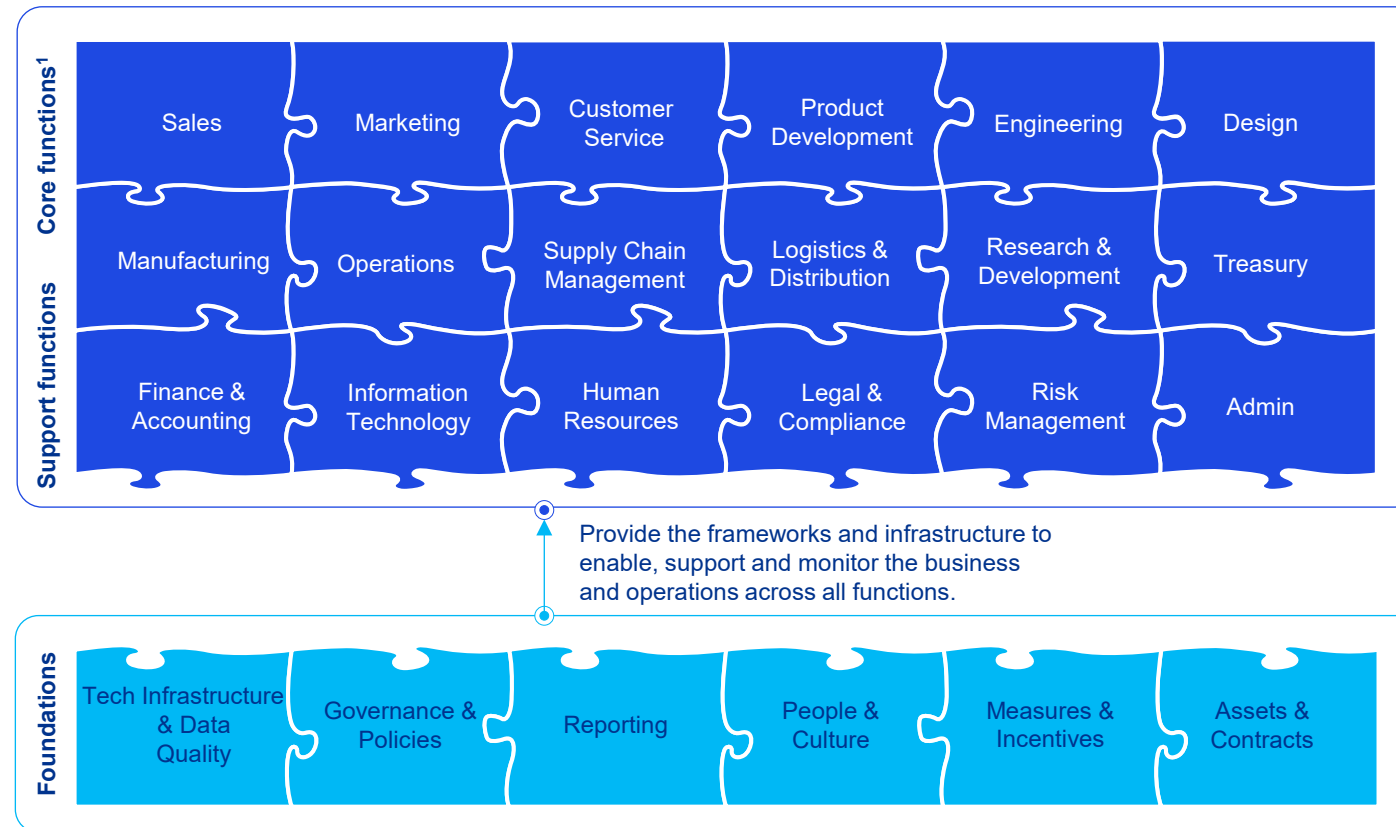 Core functions¹
Sales
Marketing
Customer
Service
Product
Development
Engineering
Design
Manufacturing
Operations
Supply Chain
Management
Logistics &
Distribution
Research &
Development
Treasury
Support functions
Finance &
Accounting
Information
Technology
Human
Resources
Legal &
Compliance
Risk
Management
Admin
Provide the frameworks and infrastructure to
enable, support and monitor the business
and operations across all functions.
Foundations
Tech Infrastructure
& Data
Quality
Governance &
Policies
Reporting
People &
Culture
Measures &
Incentives
Assets &
Contracts